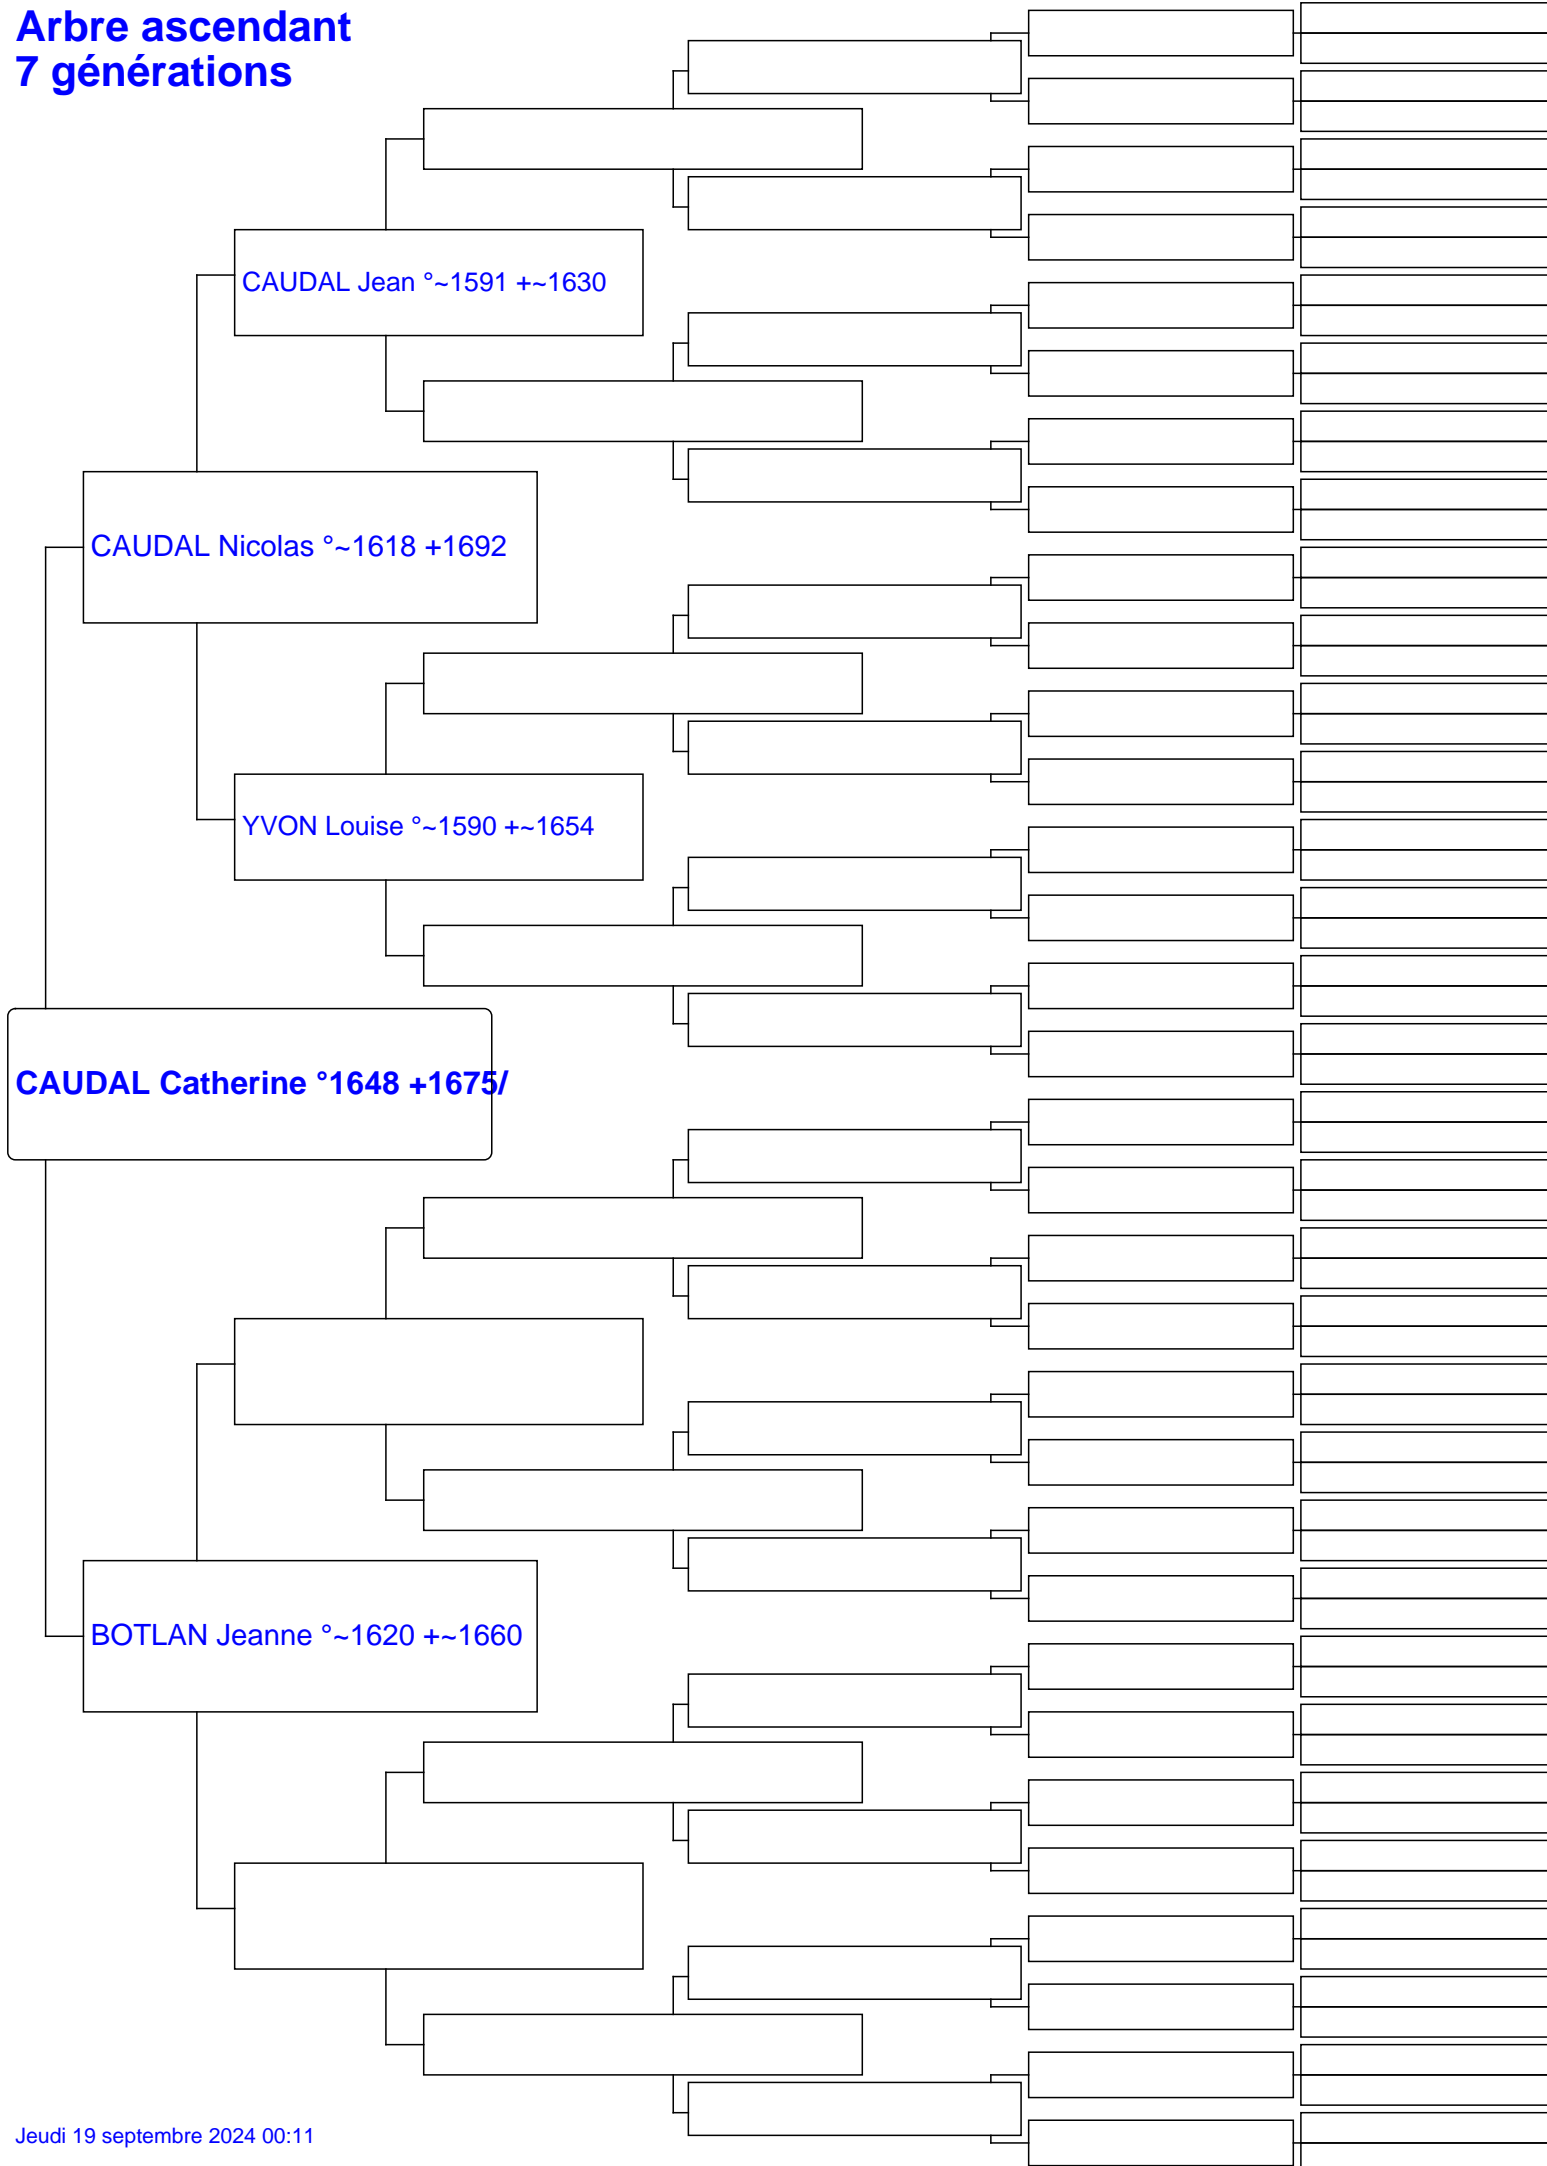 Arbre ascendant
7 générations
CAUDAL Jean °~1591 +~1630
CAUDAL Nicolas °~1618 +1692
YVON Louise °~1590 +~1654
CAUDAL Catherine °1648 +1675/
BOTLAN Jeanne °~1620 +~1660
Jeudi 19 septembre 2024 00:11